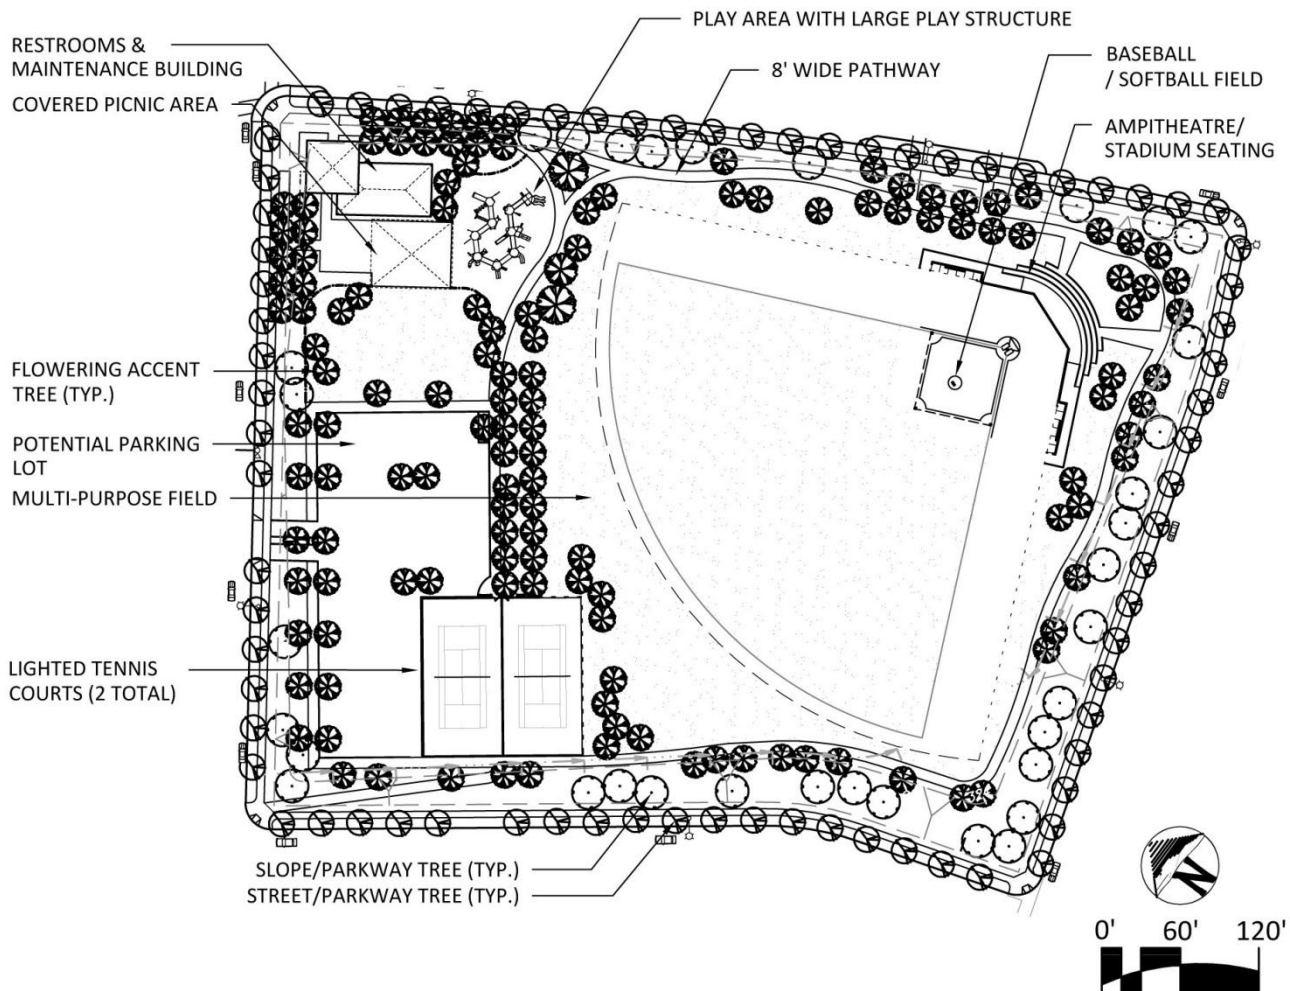 PLAY AREA WITH LARGE PLAY STRUCTURE
RESTROOMS &
MAINTENANCE BUILDING
COVERED PICNIC AREA
8' WIDE PATHWAY
BASEBALL
/ SOFTBALL FIELD
AMPITHEATRE/
STADIUM SEATING
FLOWERING ACCENT
TREE (TYP.)
POTENTIAL PARKING
LOT
MULTI-PURPOSE FIELD
LIGHTED TENNIS
COURTS (2 TOTAL)
SLOPE/PARKWAY TREE (TYP.)
STREET/PARKWAY TREE (TYP.)
N
0' 60' 120'